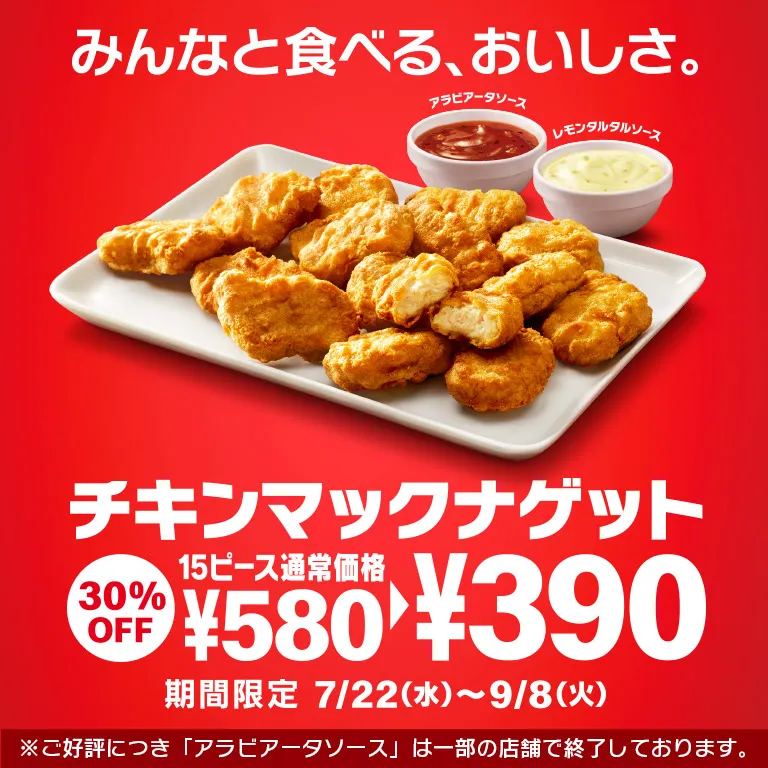 みんなと食べる、おいしさ。
アラビアータソース
レモンタルタルソース
チキンマックナゲット
30%
OFF
15ピース通常価格
¥580
¥390
期間限定 7/22(水)〜9/8(火)
※ご好評につき「アラビアータソース」は一部の店舗で終了しております。